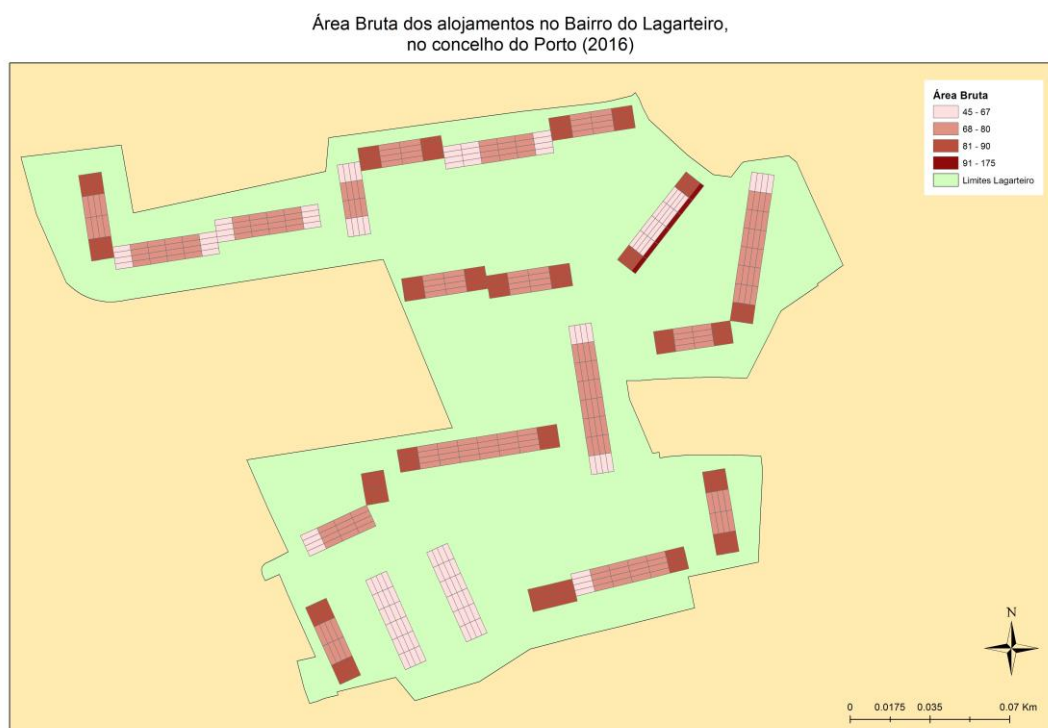 Área Bruta dos alojamentos no Bairro do Lagarteiro,
no concelho do Porto (2016)
Área Bruta
45 - 67
68 - 80
81 - 90
91 - 175
Limites Lagarteiro
N
0 0.0175 0.035 0.07 Km